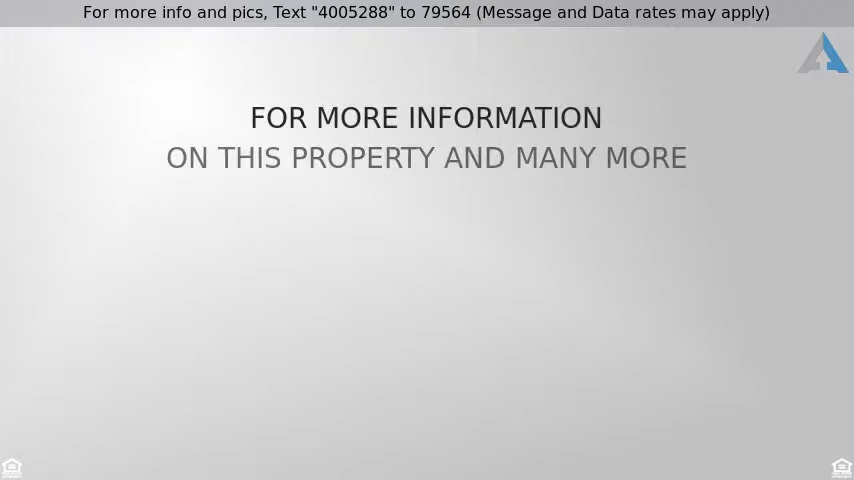 For more info and pics, Text "4005288" to 79564 (Message and Data rates may apply)
FOR MORE INFORMATION
ON THIS PROPERTY AND MANY MORE